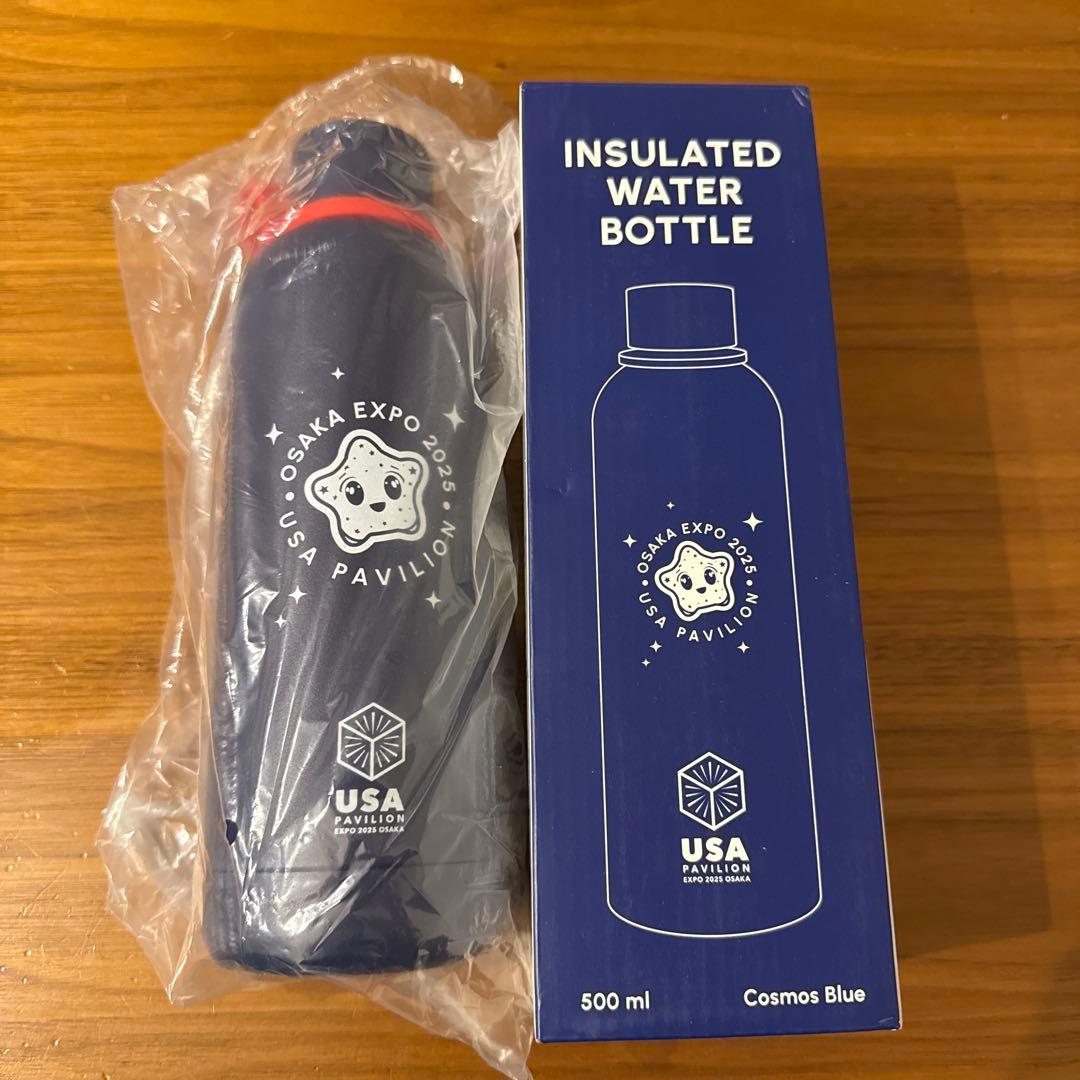 OSAKA EXPO 2025 • USA PAVILION •
USA
PAVILION
EXPO 2025 OSAKA
INSULATED
WATER
BOTTLE
OSAKA EXPO 2025 • USA PAVILION •
USA
PAVILION
EXPO 2025 OSAKA
500 ml
Cosmos Blue